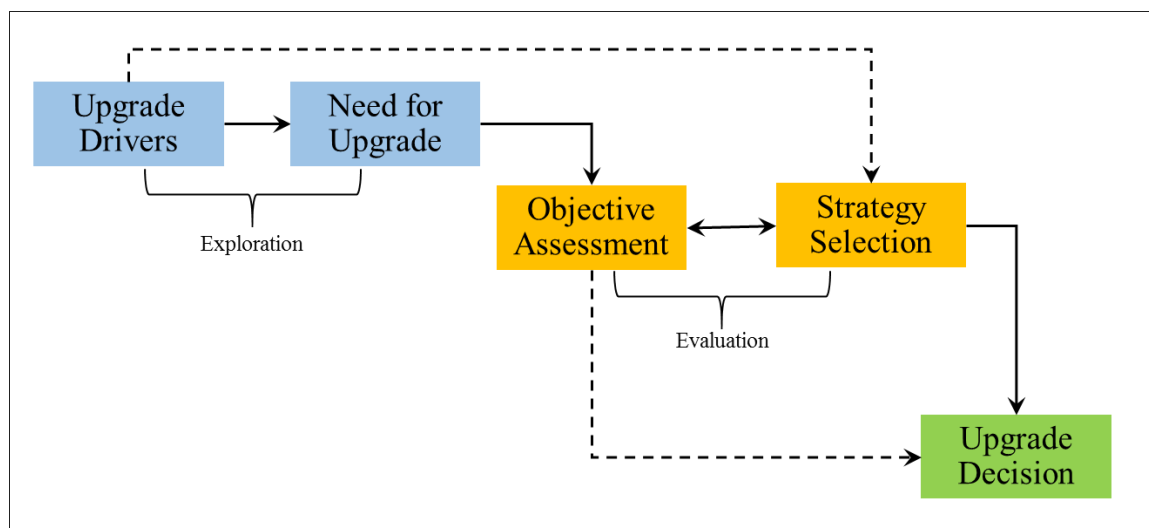 Upgrade
Drivers
Need for
Upgrade
Exploration
Objective
Assessment
Strategy
Selection
Evaluation
Upgrade
Decision